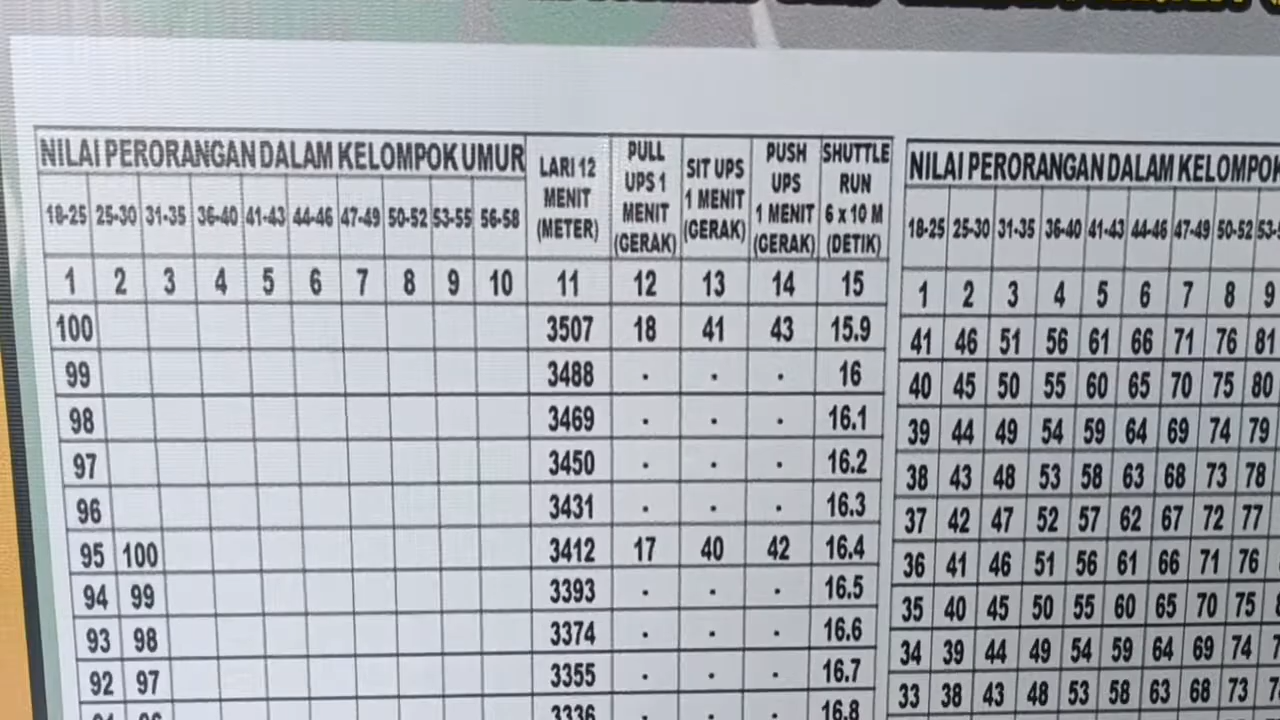 NILAI PERORANGAN DALAM KELOMPOK UMUR
LARI 12 MENIT (METER)
PULL UPS 1 MENIT (GERAK)
SIT UPS 1 MENIT (GERAK)
PUSH UPS 1 MENIT (GERAK)
SHUTTLE RUN 6 x 10 M (DETIK)
18-25 25-30 31-35 36-40 41-43 44-46 47-49 50-52 53-55 56-58
1 2 3 4 5 6 7 8 9 10 11 12 13 14 15
100 3507 18 41 43 15.9
99 3488 . . . 16
98 3469 . . . 16.1
97 3450 . . . 16.2
96 3431 . . . 16.3
95 100 3412 17 40 42 16.4
94 99 3393 . . . 16.5
93 98 3374 . . . 16.6
92 97 3355 . . . 16.7
3336 . . . 16.8
NILAI PERORANGAN DALAM
18-25 25-30 31-35 36-40 41-43 44-46 47-49 50-52
1 2 3 4 5 6 7 8 9
41 46 51 56 61 66 71 76 81
40 45 50 55 60 65 70 75 80
39 44 49 54 59 64 69 74 79
38 43 48 53 58 63 68 73 78
37 42 47 52 57 62 67 72 77
36 41 46 51 56 61 66 71 76
35 40 45 50 55 60 65 70 75
34 39 44 49 54 59 64 69 74
33 38 43 48 53 58 63 68 73